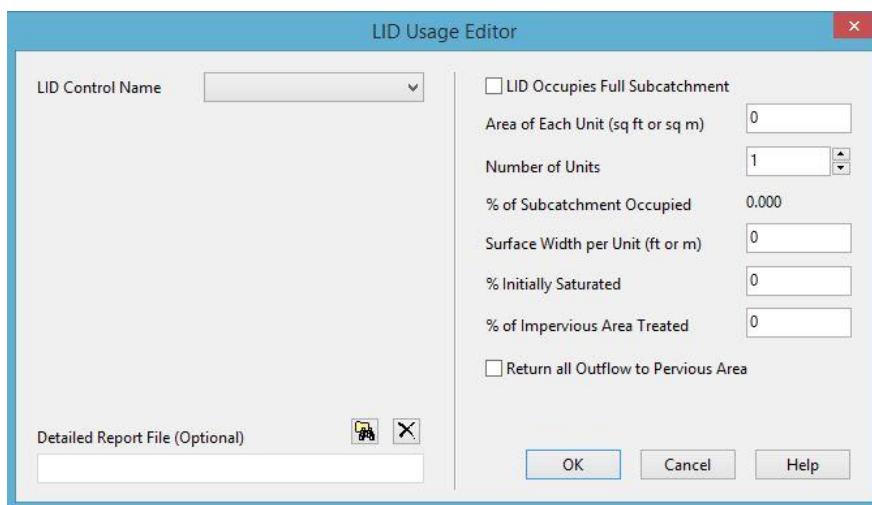 LID Usage Editor
LID Control Name
LID Occupies Full Subcatchment
Area of Each Unit (sq ft or sq m) 0
Number of Units 1
% of Subcatchment Occupied 0.000
Surface Width per Unit (ft or m) 0
% Initially Saturated 0
% of Impervious Area Treated 0
Return all Outflow to Pervious Area
Detailed Report File (Optional)
OK Cancel Help